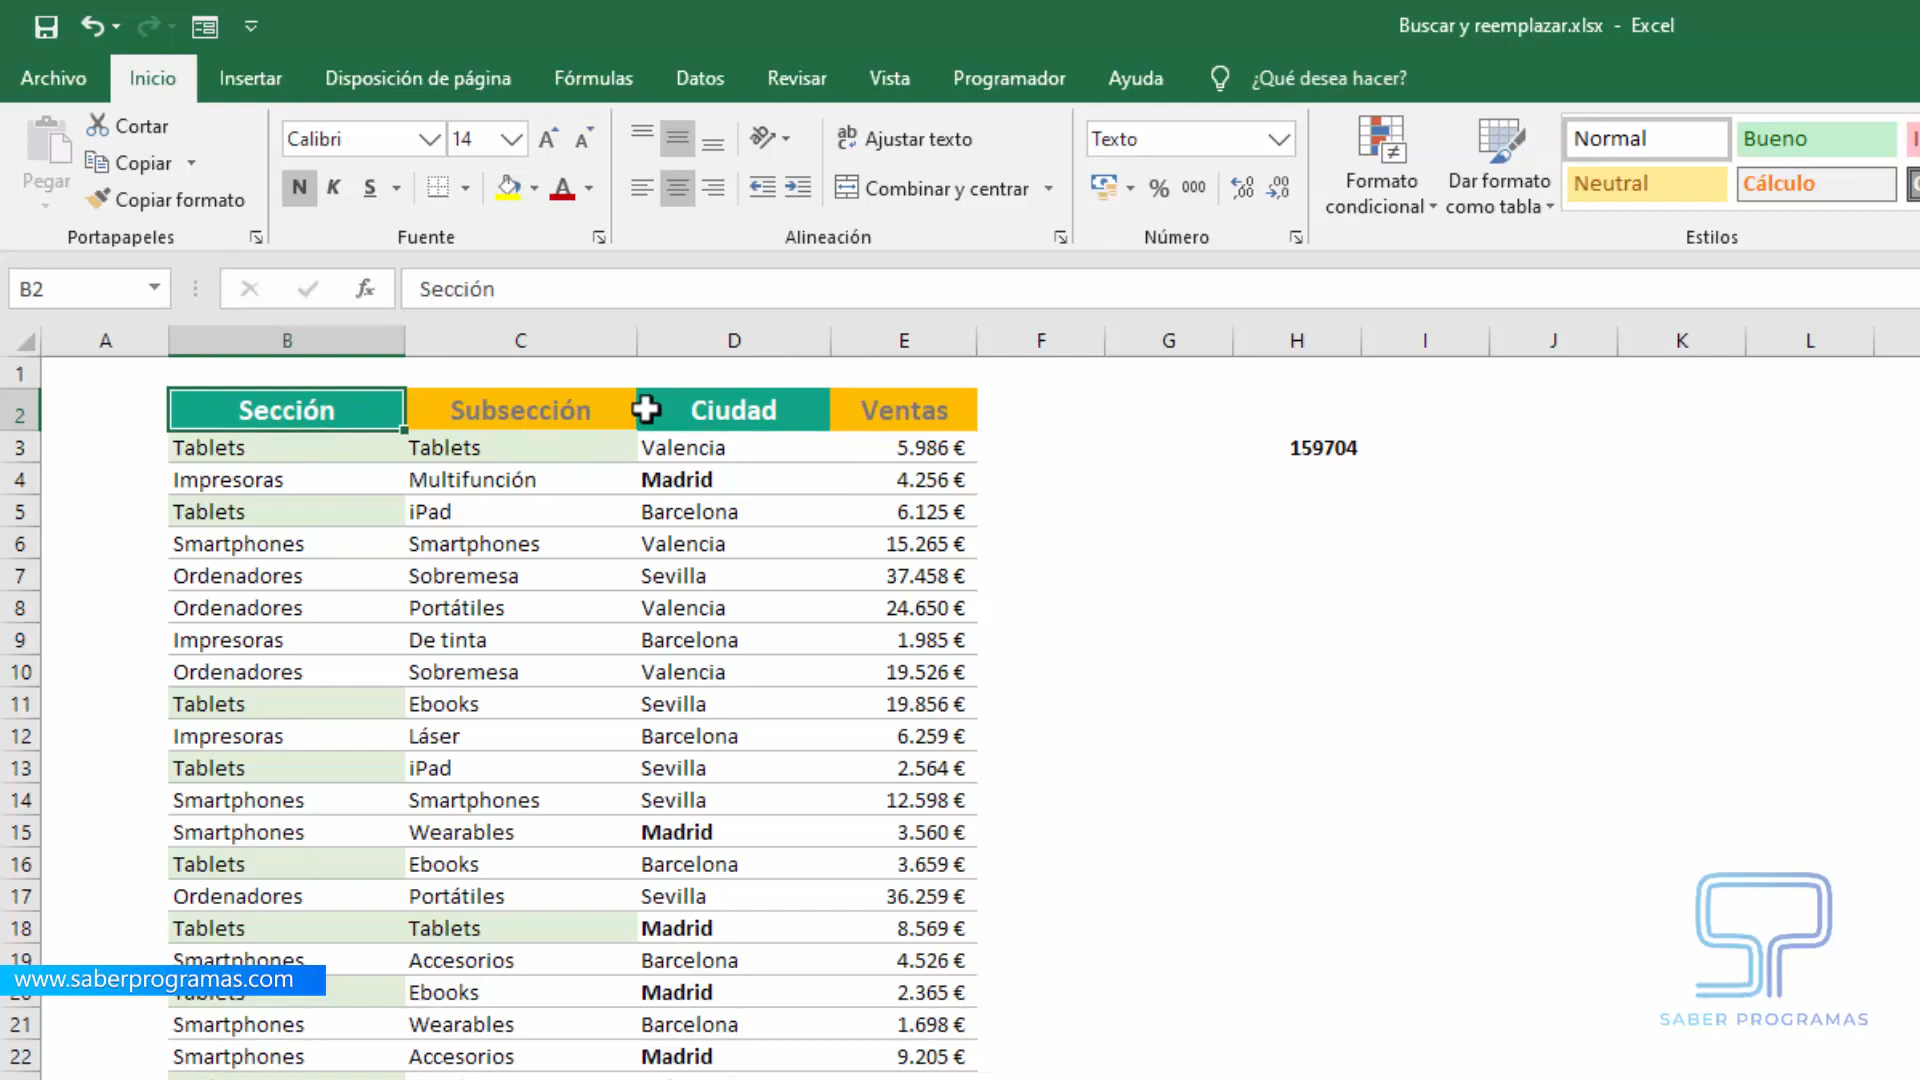 Buscar y reemplazar.xlsx - Excel
Archivo Inicio Insertar Disposición de página Fórmulas Datos Revisar Vista Programador Ayuda ¿Qué desea hacer?
Pegar
Cortar
Copiar
Copiar formato
Portapapeles
Calibri 14
N K S
Fuente
Ajustar texto
Combinar y centrar
Alineación
Texto
% 000
Número
Formato condicional
Dar formato como tabla
Normal Bueno
Neutral Cálculo
Estilos
B2 fx Sección
A B C D E F G H I J K L
1
2 Sección Subsección Ciudad Ventas
3 Tablets Tablets Valencia 5.986 € 159704
4 Impresoras Multifunción Madrid 4.256 €
5 Tablets iPad Barcelona 6.125 €
6 Smartphones Smartphones Valencia 15.265 €
7 Ordenadores Sobremesa Sevilla 37.458 €
8 Ordenadores Portátiles Valencia 24.650 €
9 Impresoras De tinta Barcelona 1.985 €
10 Ordenadores Sobremesa Valencia 19.526 €
11 Tablets Ebooks Sevilla 19.856 €
12 Impresoras Láser Barcelona 6.259 €
13 Tablets iPad Sevilla 2.564 €
14 Smartphones Smartphones Sevilla 12.598 €
15 Smartphones Wearables Madrid 3.560 €
16 Tablets Ebooks Barcelona 3.659 €
17 Ordenadores Portátiles Sevilla 36.259 €
18 Tablets Tablets Madrid 8.569 €
19 Smartphones Accesorios Barcelona 4.526 €
www.saberprogramas.com
Ebooks Madrid 2.365 €
21 Smartphones Wearables Barcelona 1.698 €
22 Smartphones Accesorios Madrid 9.205 €
SP
SABER PROGRAMAS